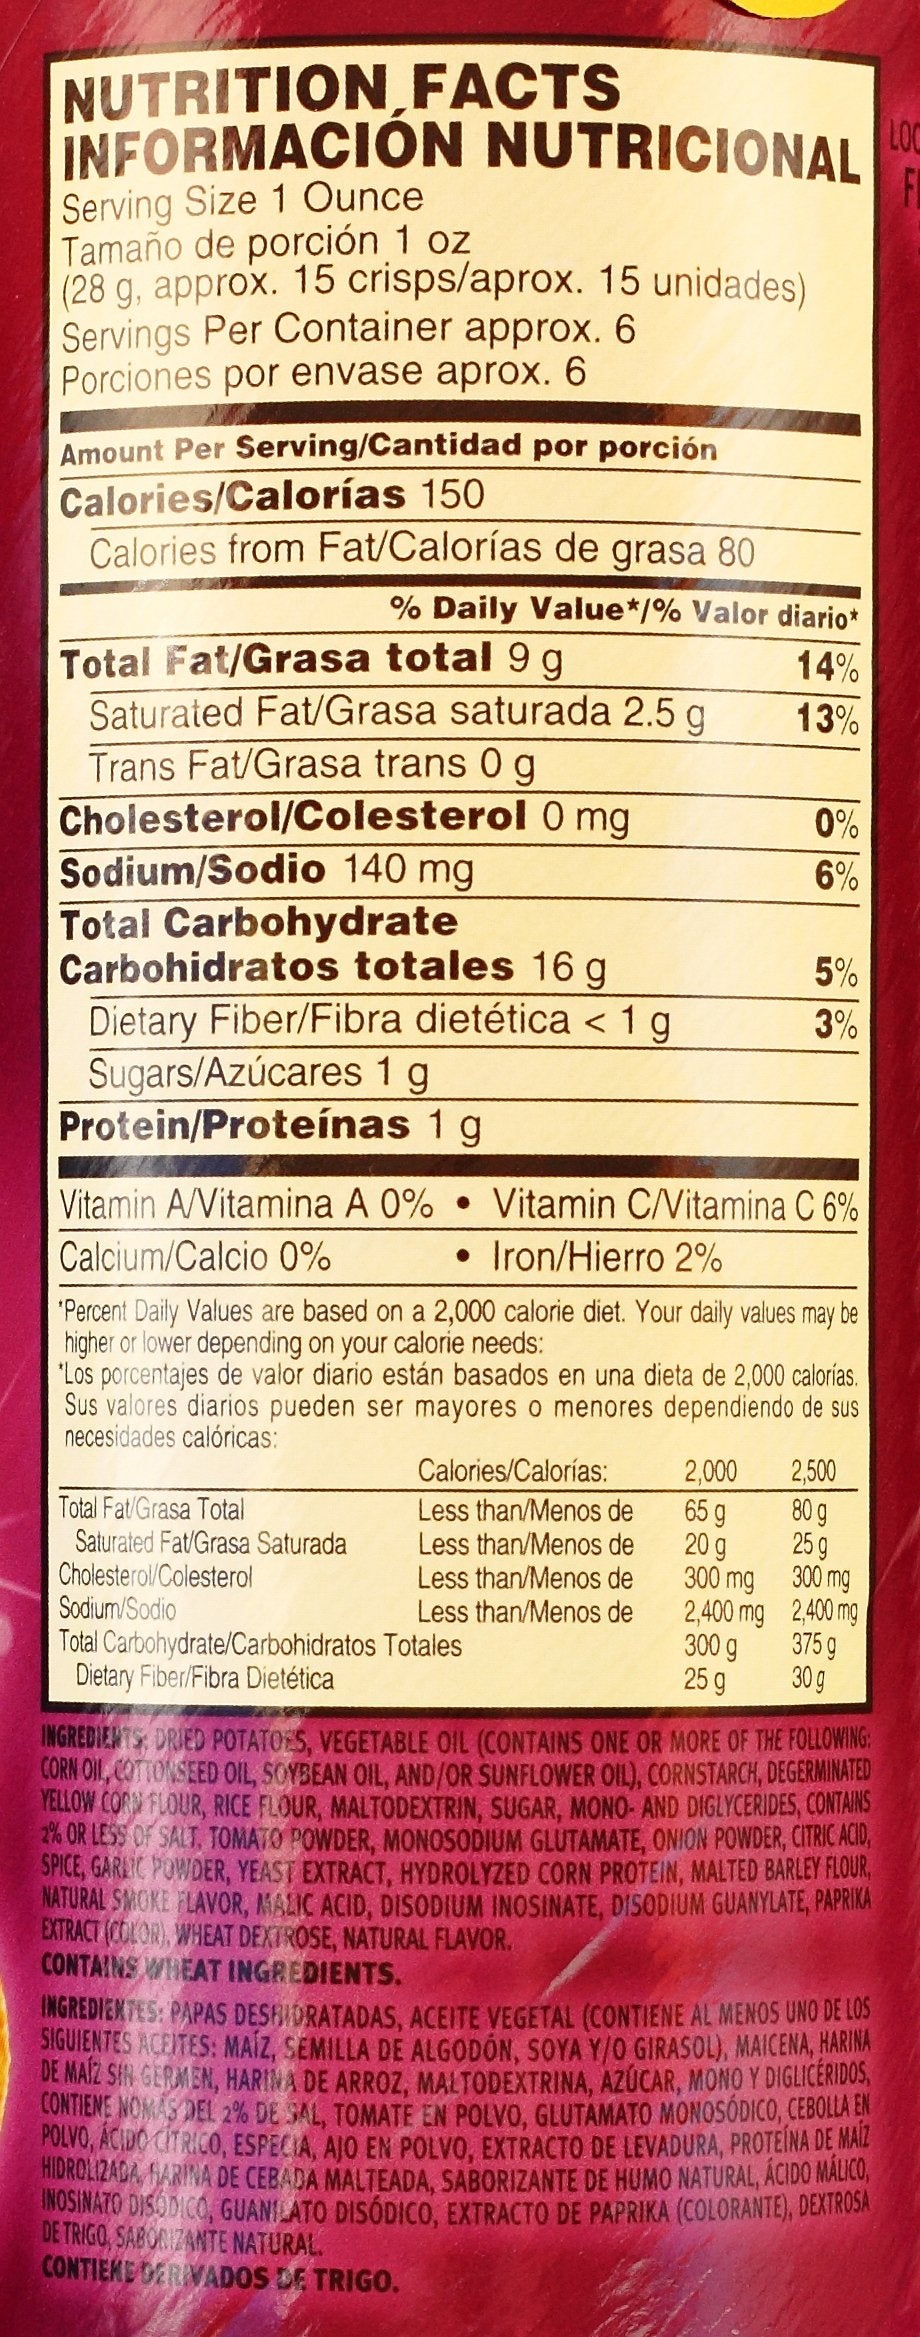 NUTRITION FACTS
INFORMACIÓN NUTRICIONAL
Serving Size 1 Ounce
Tamaño de porción 1 oz
(28 g, approx. 15 crisps/aprox. 15 unidades)
Servings Per Container approx. 6
Porciones por envase aprox. 6
Amount Per Serving/Cantidad por porción
Calories/Calorías 150
Calories from Fat/Calorías de grasa 80
% Daily Value*/% Valor diario*
Total Fat/Grasa total 9 g 14%
Saturated Fat/Grasa saturada 2.5 g 13%
Trans Fat/Grasa trans 0 g
Cholesterol/Colesterol 0 mg 0%
Sodium/Sodio 140 mg 6%
Total Carbohydrate
Carbohidratos totales 16 g 5%
Dietary Fiber/Fibra dietética < 1 g 3%
Sugars/Azúcares 1 g
Protein/Proteínas 1 g
Vitamin A/Vitamina A 0% • Vitamin C/Vitamina C 6%
Calcium/Calcio 0% • Iron/Hierro 2%
*Percent Daily Values are based on a 2,000 calorie diet. Your daily values may be
higher or lower depending on your calorie needs:
*Los porcentajes de valor diario están basados en una dieta de 2,000 calorías.
Sus valores diarios pueden ser mayores o menores dependiendo de sus
necesidades calóricas:
Calories/Calorías: 2,000 2,500
Total Fat/Grasa Total Less than/Menos de 65 g 80 g
Saturated Fat/Grasa Saturada Less than/Menos de 20 g 25 g
Cholesterol/Colesterol Less than/Menos de 300 mg 300 mg
Sodium/Sodio Less than/Menos de 2,400 mg 2,400 mg
Total Carbohydrate/Carbohidratos Totales 300 g 375 g
Dietary Fiber/Fibra Dietética 25 g 30 g
INGREDIENTS: DRIED POTATOES, VEGETABLE OIL (CONTAINS ONE OR MORE OF THE FOLLOWING:
CORN OIL, COTTONSEED OIL, SOYBEAN OIL, AND/OR SUNFLOWER OIL), CORNSTARCH, DEGERMINATED
YELLOW CORN FLOUR, RICE FLOUR, MALTODEXTRIN, SUGAR, MONO- AND DIGLYCERIDES, CONTAINS
2% OR LESS OF SALT, TOMATO POWDER, MONOSODIUM GLUTAMATE, ONION POWDER, CITRIC ACID,
SPICE, GARLIC POWDER, YEAST EXTRACT, HYDROLYZED CORN PROTEIN, MALTED BARLEY FLOUR,
NATURAL SMOKE FLAVOR, MALIC ACID, DISODIUM INOSINATE, DISODIUM GUANYLATE, PAPRIKA
EXTRACT (COLOR), WHEAT DEXTROSE, NATURAL FLAVOR.
CONTAINS WHEAT INGREDIENTS.
INGREDIENTES: PAPAS DESHIDRATADAS, ACEITE VEGETAL (CONTIENE AL MENOS UNO DE LOS
SIGUIENTES ACEITES: MAÍZ, SEMILLA DE ALGODÓN, SOYA Y/O GIRASOL), MAICENA, HARINA
DE MAÍZ SIN GERMEN, HARINA DE ARROZ, MALTODEXTRINA, AZÚCAR, MONO Y DIGLICÉRIDOS,
CONTIENE NOMÁS DEL 2% DE SAL, TOMATE EN POLVO, GLUTAMATO MONOSÓDICO, CEBOLLA EN
POLVO, ÁCIDO CÍTRICO, ESPECIA, AJO EN POLVO, EXTRACTO DE LEVADURA, PROTEÍNA DE MAÍZ
HIDROLIZADA, HARINA DE CEBADA MALTEADA, SABORIZANTE DE HUMO NATURAL, ÁCIDO MÁLICO,
INOSINATO DISÓDICO, GUANILATO DISÓDICO, EXTRACTO DE PAPRIKA (COLORANTE), DEXTROSA
DE TRIGO, SABORIZANTE NATURAL.
CONTIENE DERIVADOS DE TRIGO.